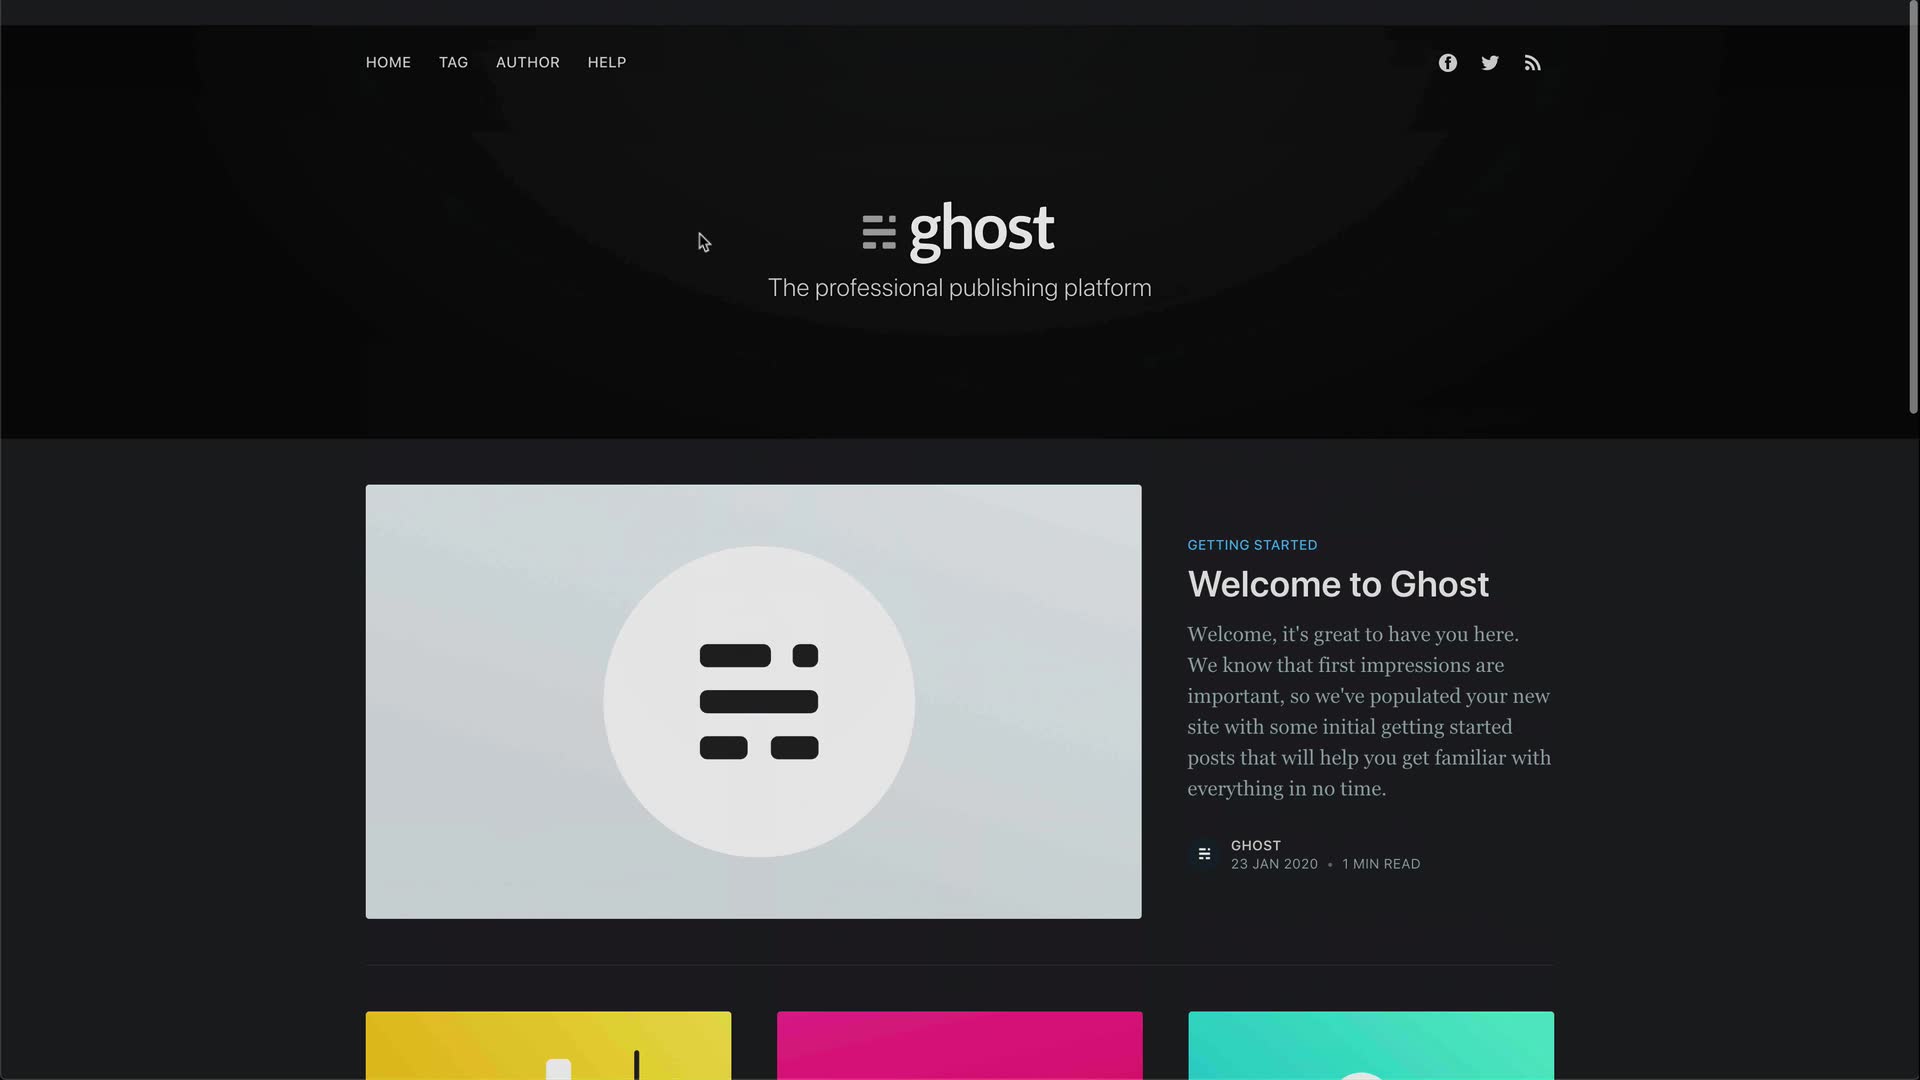 HOME TAG AUTHOR HELP
ghost
The professional publishing platform
GETTING STARTED
Welcome to Ghost
Welcome, it's great to have you here.
We know that first impressions are
important, so we've populated your new
site with some initial getting started
posts that will help you get familiar with
everything in no time.
GHOST
23 JAN 2020 • 1 MIN READ